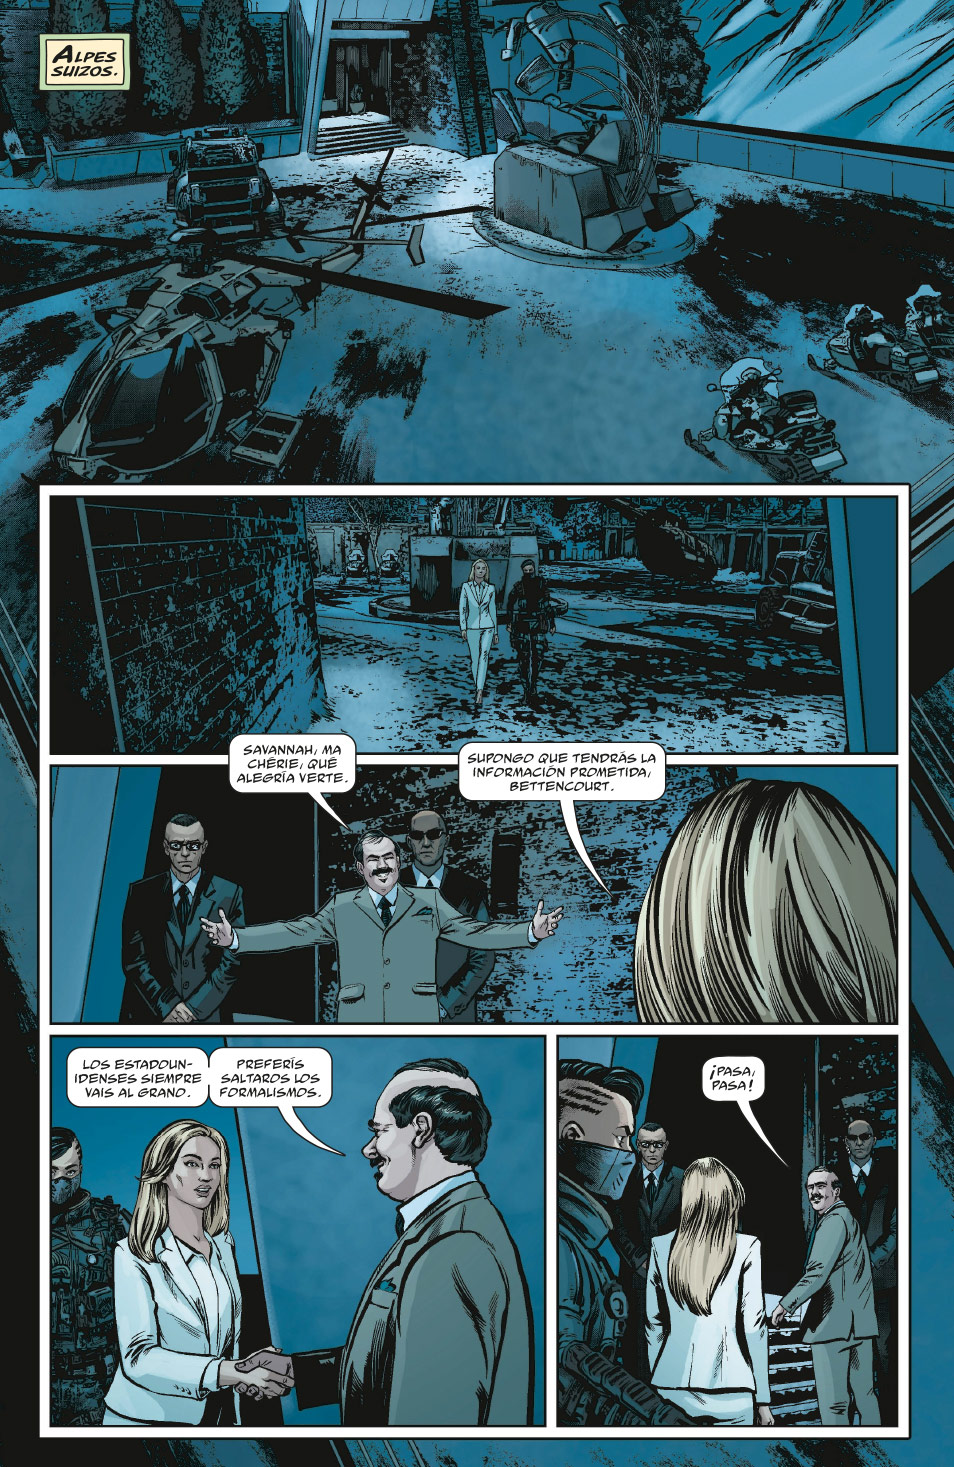 ALPES
SUIZOS.
SAVANNAH, MA
CHÉRIE, QUÉ
ALEGRÍA VERTE.
SUPONGO QUE TENDRÁS LA
INFORMACIÓN PROMETIDA,
BETTENCOURT.
LOS ESTADOUN-
IDENSES SIEMPRE
VAIS AL GRANO.
PREFERÍS
SALTAROS LOS
FORMALISMOS.
¡PASA,
PASA!